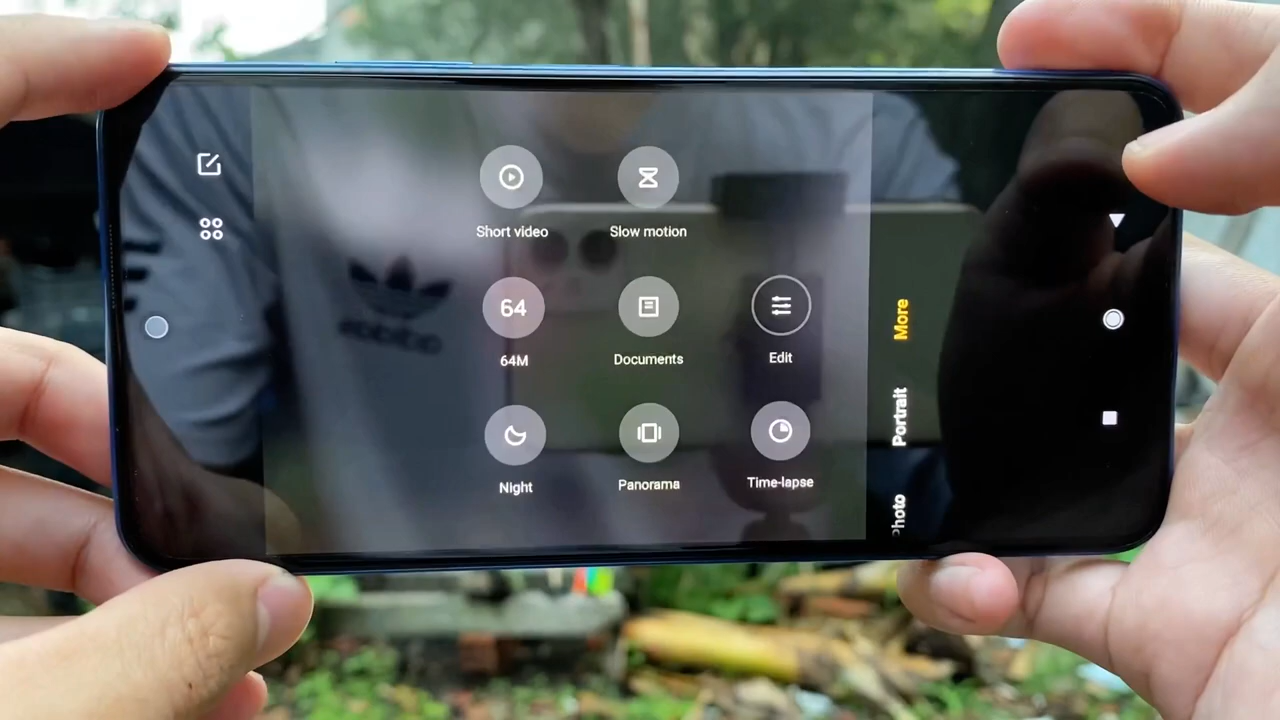 Short video
Slow motion
64
64M
Documents
Edit
Night
Panorama
Time-lapse
More
Portrait
Photo